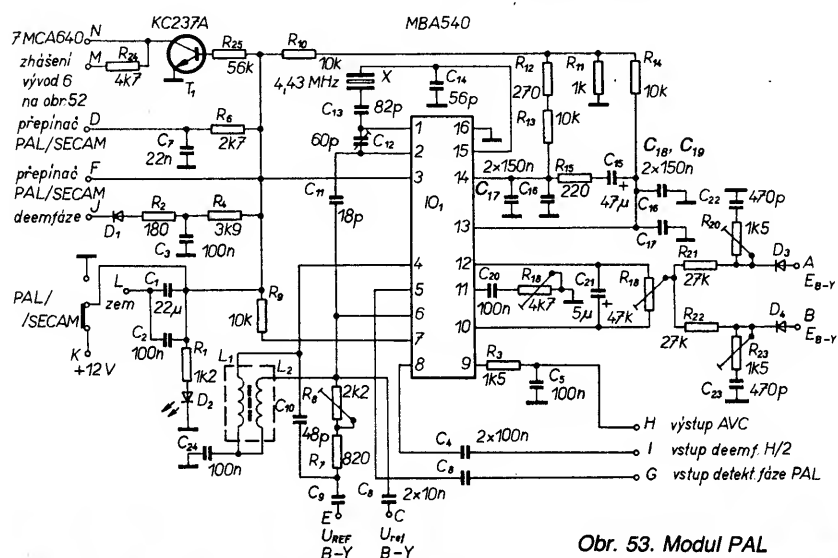 KC237A
MBA540
7MCA640
N
R24
4k7
M
zhášení
vývod 6
na obr.52
T1
R25
56k
R10
10k
4,43 MHz
X
C13
82p
C14
56p
R12
270
R11
1k
R14
10k
R13
10k
přepínač
PAL/SECAM
D
C7
22n
R6
2k7
60p
C12
1
2
3
4
5
6
7
8
16
15
14
13
12
11
10
9
IO1
C18, C19
2×150n
2×150n
C17
C16
R15
220
C15
47μ
+
C16
C17
C22
470p
přepínač
PAL/SECAM
F
deemfáze
J
D1
R2
180
R4
3k9
C3
100n
C11
18p
R20
1k5
D3
A
EB-Y
R21
27k
C20
100n
R18
4k7
C21
5μ
+
R18
47k
R22
27k
D4
B
EB-Y
R23
1k5
C23
470p
PAL/
/SECAM
L
zem
C1
22μ
C2
100n
K
+12V
R1
1k2
D2
R9
10k
L1
L2
C10
48p
C24
100n
R8
2k2
R7
820
C9
C8
2×10n
E
UREF
B-Y
C
Uref
B-Y
R3
1k5
C5
100n
C4
2×100n
C8
H výstup AVC
I vstup deemf. H/2
G vstup detekt. fáze PAL
Obr. 53. Modul PAL